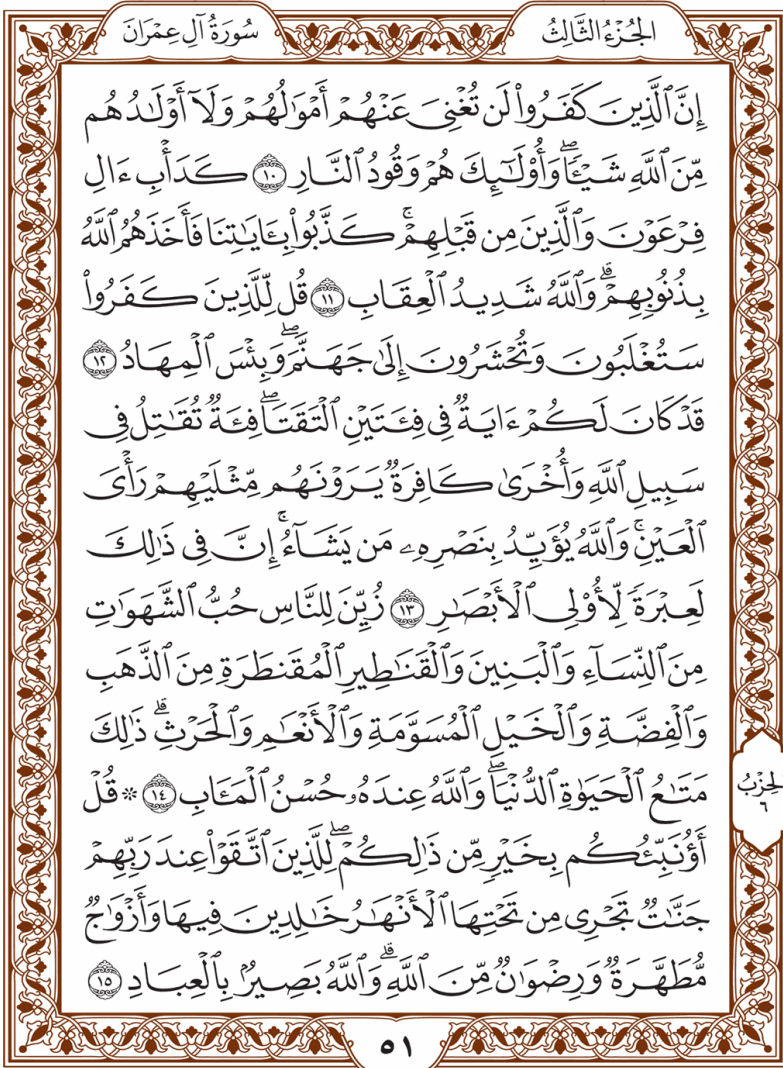 الجُزْءُ الثَّالِثُ
سُورَةُ آلِ عِمْرَانَ
إِنَّ ٱلَّذِينَ كَفَرُواْ لَن تُغْنِىَ عَنْهُمْ أَمْوَٰلُهُمْ وَلَآ أَوْلَـٰدُهُم
مِّنَ ٱللَّهِ شَيْـًٔاۖ وَأُوْلَـٰٓئِكَ هُمْ وَقُودُ ٱلنَّارِ ١٠ كَدَأْبِ ءَالِ
فِرْعَوْنَ وَٱلَّذِينَ مِن قَبْلِهِمْۚ كَذَّبُواْ بِـَٔايَـٰتِنَا فَأَخَذَهُمُ ٱللَّهُ
بِذُنُوبِهِمْۗ وَٱللَّهُ شَدِيدُ ٱلْعِقَابِ ١١ قُل لِّلَّذِينَ كَفَرُواْ
سَتُغْلَبُونَ وَتُحْشَرُونَ إِلَىٰ جَهَنَّمَۖ وَبِئْسَ ٱلْمِهَادُ ١٢
قَدْ كَانَ لَكُمْ ءَايَةٌ فِى فِئَتَيْنِ ٱلْتَقَتَاۖ فِئَةٌ تُقَـٰتِلُ فِى
سَبِيلِ ٱللَّهِ وَأُخْرَىٰ كَافِرَةٌ يَرَوْنَهُم مِّثْلَيْهِمْ رَأْىَ
ٱلْعَيْنِۚ وَٱللَّهُ يُؤَيِّدُ بِنَصْرِهِۦ مَن يَشَآءُۚ إِنَّ فِى ذَٰلِكَ
لَعِبْرَةً لِّأُوْلِى ٱلْأَبْصَـٰرِ ١٣ زُيِّنَ لِلنَّاسِ حُبُّ ٱلشَّهَوَٰتِ
مِنَ ٱلنِّسَآءِ وَٱلْبَنِينَ وَٱلْقَنَـٰطِيرِ ٱلْمُقَنطَرَةِ مِنَ ٱلذَّهَبِ
وَٱلْفِضَّةِ وَٱلْخَيْلِ ٱلْمُسَوَّمَةِ وَٱلْأَنْعَـٰمِ وَٱلْحَرْثِۗ ذَٰلِكَ
مَتَـٰعُ ٱلْحَيَوٰةِ ٱلدُّنْيَاۖ وَٱللَّهُ عِندَهُۥ حُسْنُ ٱلْمَـَٔابِ ١٤ ۞ قُلْ
أَؤُنَبِّئُكُم بِخَيْرٍ مِّن ذَٰلِكُمْۖ لِلَّذِينَ ٱتَّقَوْاْ عِندَ رَبِّهِمْ
جَنَّـٰتٌ تَجْرِى مِن تَحْتِهَا ٱلْأَنْهَـٰرُ خَـٰلِدِينَ فِيهَا وَأَزْوَٰجٌ
مُّطَهَّرَةٌ وَرِضْوَٰنٌ مِّنَ ٱللَّهِۗ وَٱللَّهُ بَصِيرٌۢ بِٱلْعِبَادِ ١٥
الحِزْبُ
٦
٥١